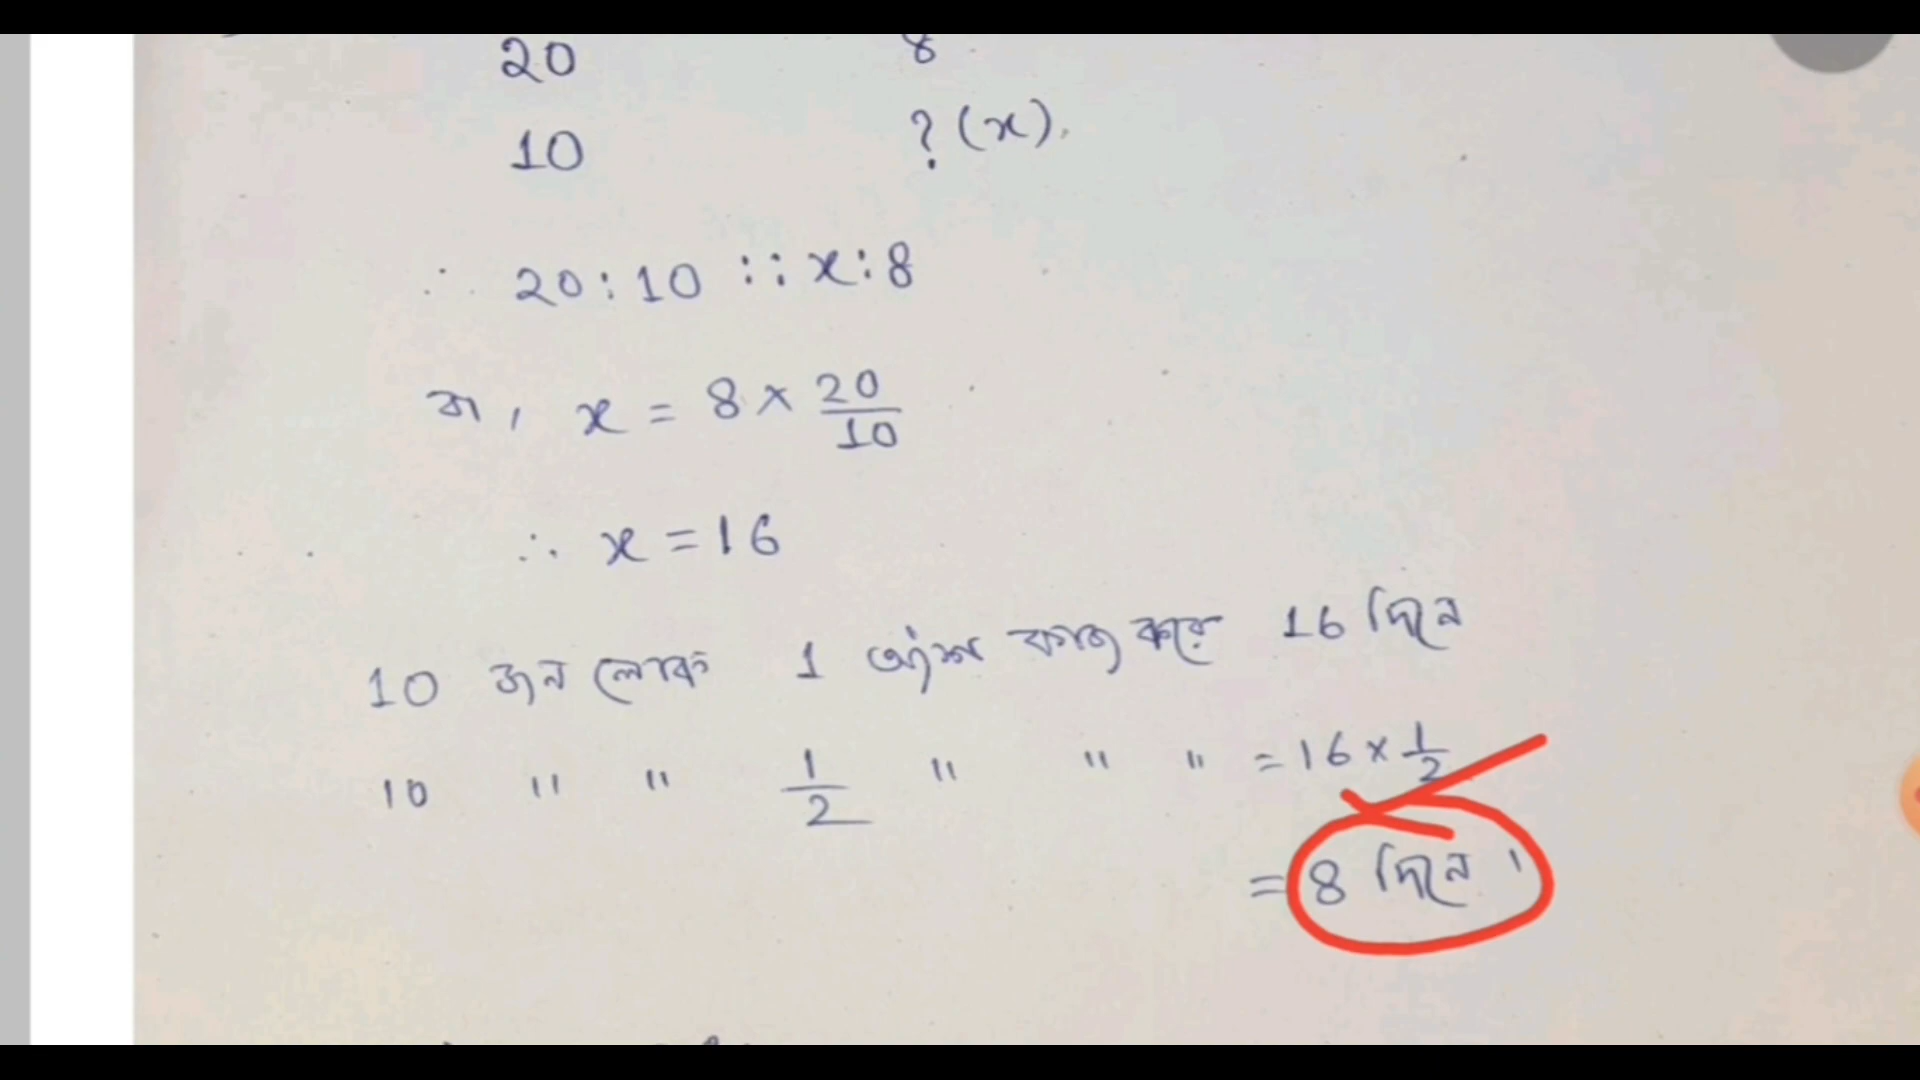 20 8
10 ? (x)
∴ 20 : 10 :: x : 8
বা, x = 8 × 20/10
∴ x = 16
10 জন লোক 1 অংশ কাজ করে 16 দিনে
10 " " 1/2 " " " = 16 × 1/2
= 8 দিনে।